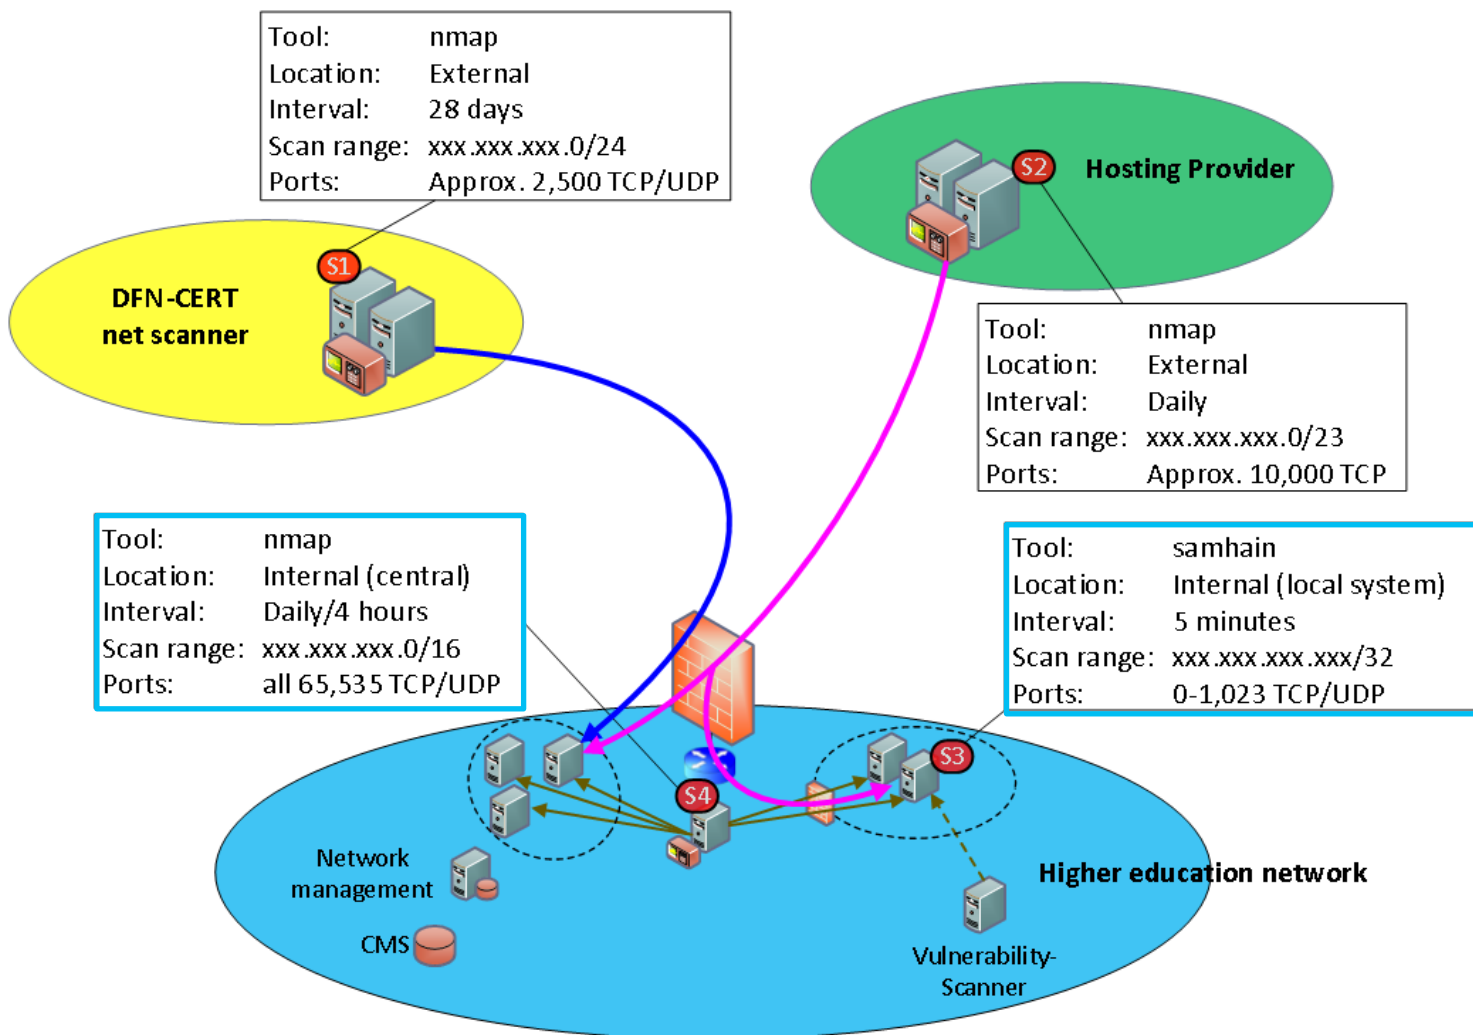 Tool: nmap
Location: External
Interval: 28 days
Scan range: xxx.xxx.xxx.0/24
Ports: Approx. 2,500 TCP/UDP
S1
DFN-CERT
net scanner
S2
Hosting Provider
Tool: nmap
Location: External
Interval: Daily
Scan range: xxx.xxx.xxx.0/23
Ports: Approx. 10,000 TCP
Tool: nmap
Location: Internal (central)
Interval: Daily/4 hours
Scan range: xxx.xxx.xxx.0/16
Ports: all 65,535 TCP/UDP
Tool: samhain
Location: Internal (local system)
Interval: 5 minutes
Scan range: xxx.xxx.xxx.xxx/32
Ports: 0-1,023 TCP/UDP
S3
S4
Network
management
CMS
Higher education network
Vulnerability-
Scanner